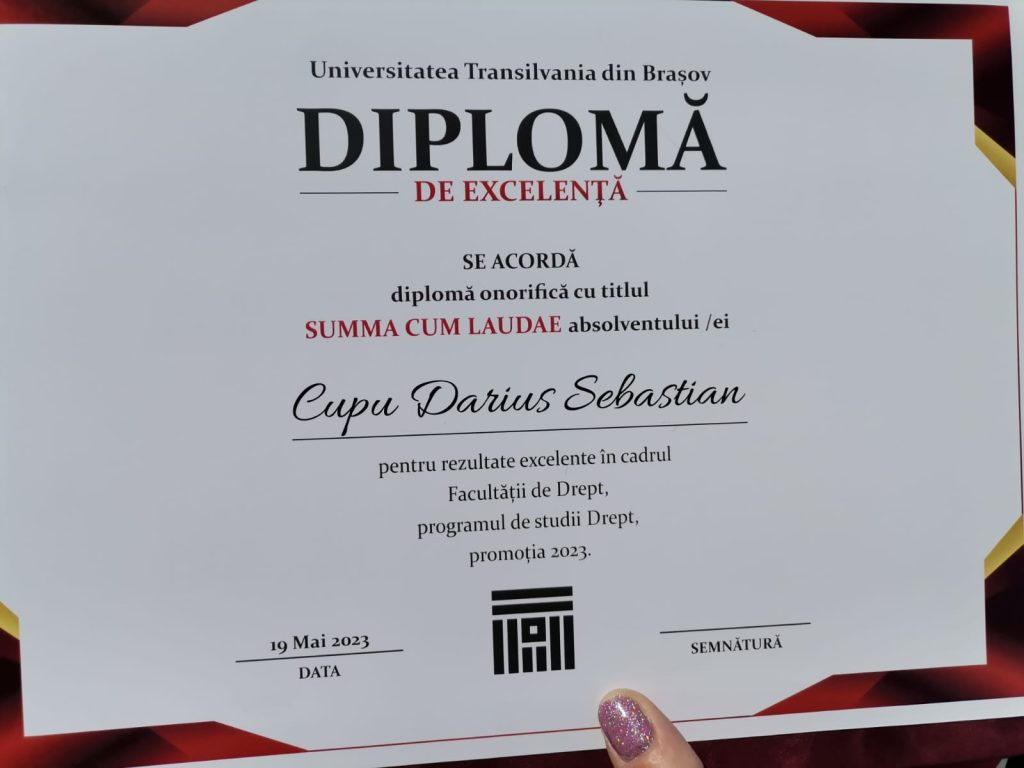 Universitatea Transilvania din Brașov
DIPLOMĂ
DE EXCELENȚĂ
SE ACORDĂ
diplomă onorifică cu titlul
SUMMA CUM LAUDAE absolventului /ei
Cupu Darius Sebastian
pentru rezultate excelente în cadrul
Facultății de Drept,
programul de studii Drept,
promoția 2023.
19 Mai 2023
DATA
SEMNĂTURĂ